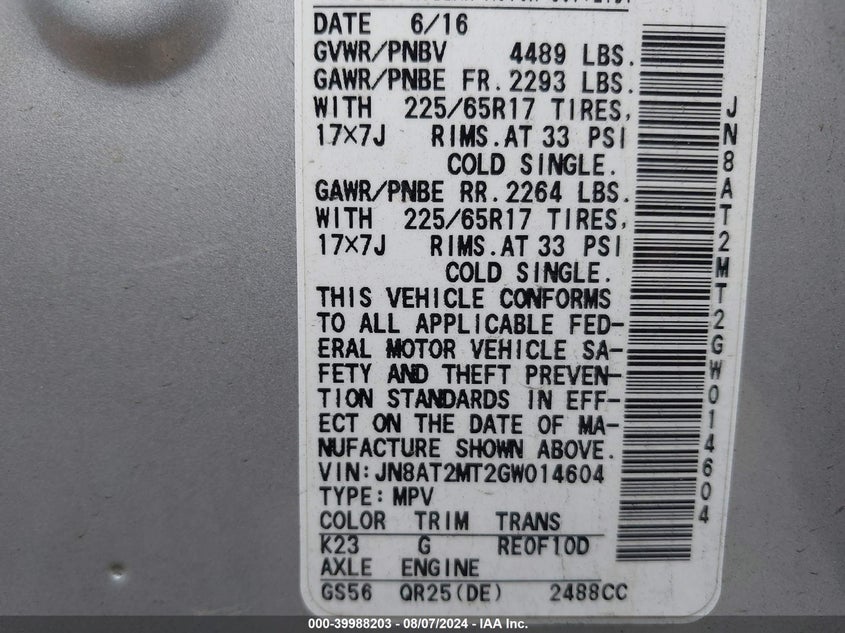 DATE 6/16
GVWR/PNBV 4489 LBS.
GAWR/PNBE FR. 2293 LBS.
WITH 225/65R17 TIRES,
17×7J RIMS. AT 33 PSI
COLD SINGLE.
GAWR/PNBE RR. 2264 LBS.
WITH 225/65R17 TIRES,
17×7J RIMS. AT 33 PSI
COLD SINGLE.
THIS VEHICLE CONFORMS
TO ALL APPLICABLE FED-
ERAL MOTOR VEHICLE SA-
FETY AND THEFT PREVEN-
TION STANDARDS IN EFF-
ECT ON THE DATE OF MA-
NUFACTURE SHOWN ABOVE.
VIN: JN8AT2MT2GW014604
TYPE: MPV
COLOR TRIM TRANS
K23 G RE0F10D
AXLE ENGINE
GS56 QR25(DE) 2488CC
JN8AT2MT2GW014604
000-39988203 - 08/07/2024 - IAAI Inc.